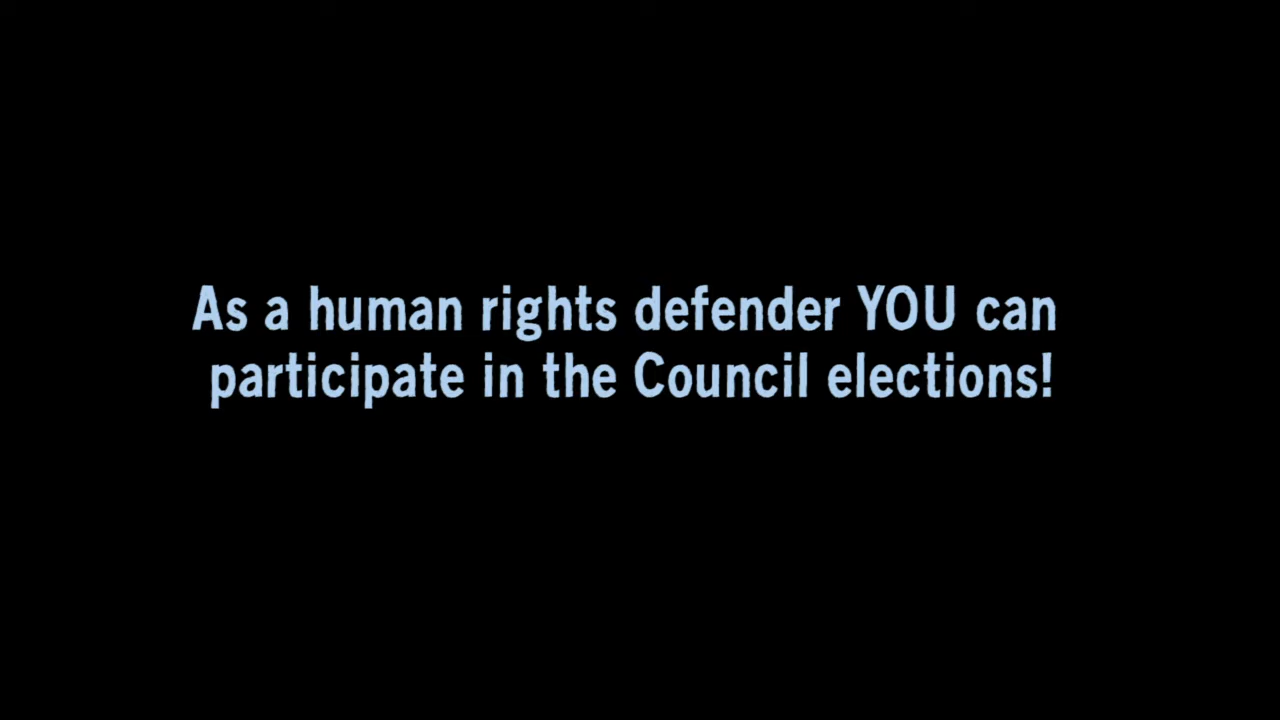 As a human rights defender YOU can
participate in the Council elections!